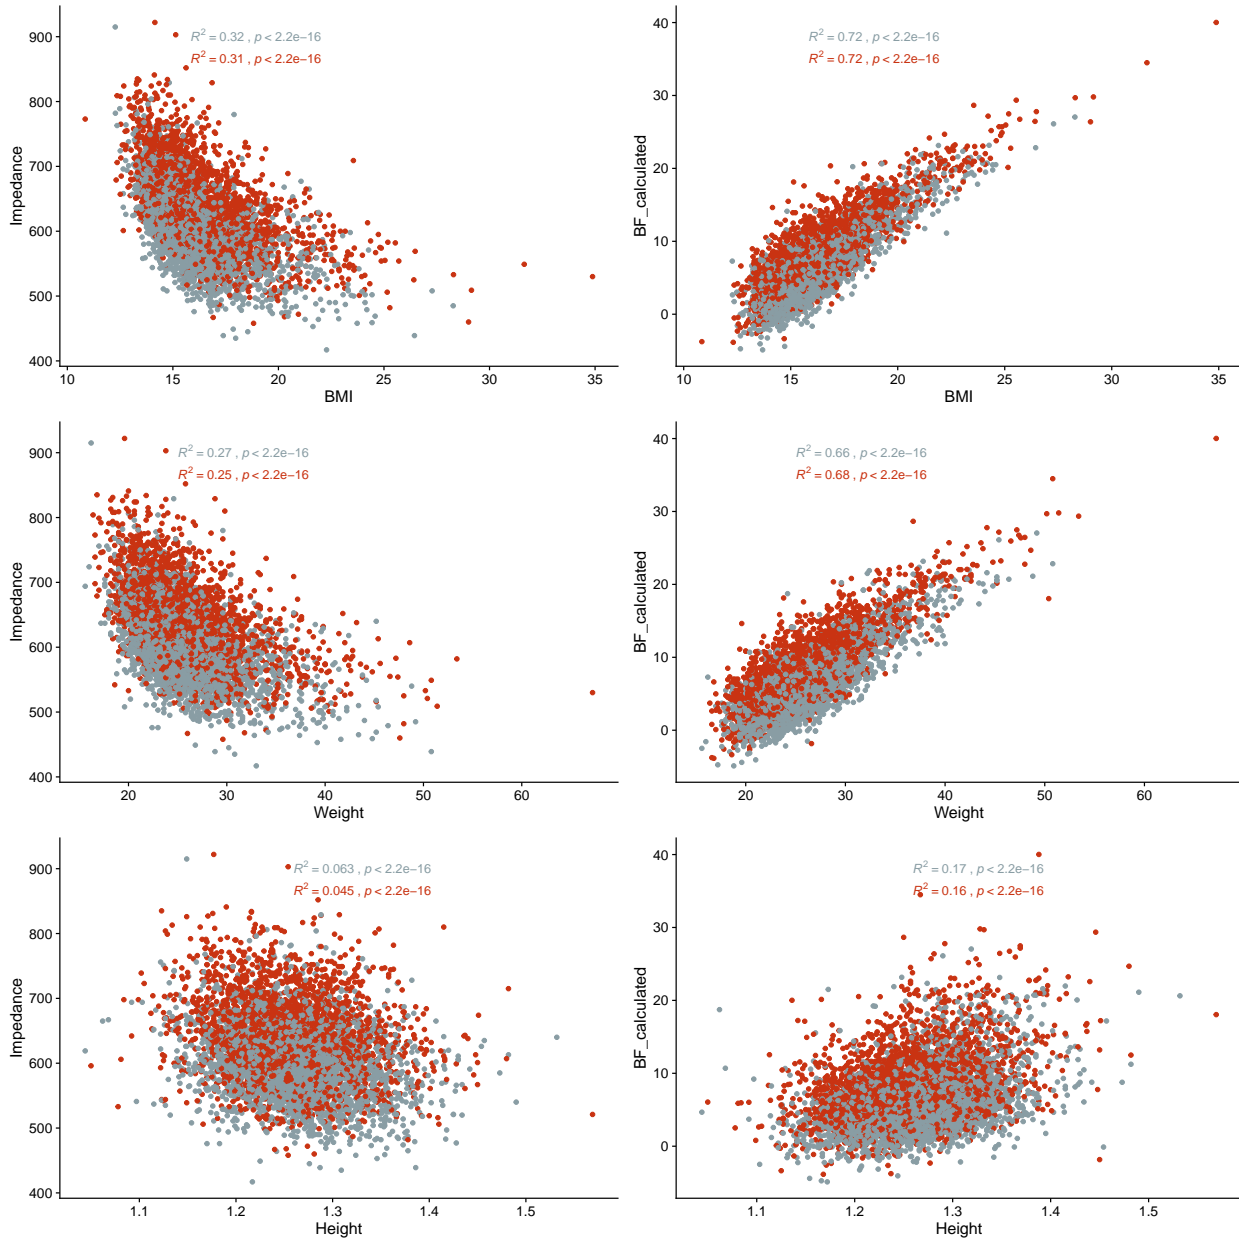 R² = 0.32 , p < 2.2e−16
R² = 0.31 , p < 2.2e−16
900
800
700
600
500
400
Impedance
10 15 20 25 30 35
BMI
R² = 0.72 , p < 2.2e−16
R² = 0.72 , p < 2.2e−16
40
30
20
10
0
BF_calculated
10 15 20 25 30 35
BMI
R² = 0.27 , p < 2.2e−16
R² = 0.25 , p < 2.2e−16
900
800
700
600
500
400
Impedance
20 30 40 50 60
Weight
R² = 0.66 , p < 2.2e−16
R² = 0.68 , p < 2.2e−16
40
30
20
10
0
BF_calculated
20 30 40 50 60
Weight
R² = 0.063 , p < 2.2e−16
R² = 0.045 , p < 2.2e−16
900
800
700
600
500
400
Impedance
1.1 1.2 1.3 1.4 1.5
Height
R² = 0.17 , p < 2.2e−16
R² = 0.16 , p < 2.2e−16
40
30
20
10
0
BF_calculated
1.1 1.2 1.3 1.4 1.5
Height